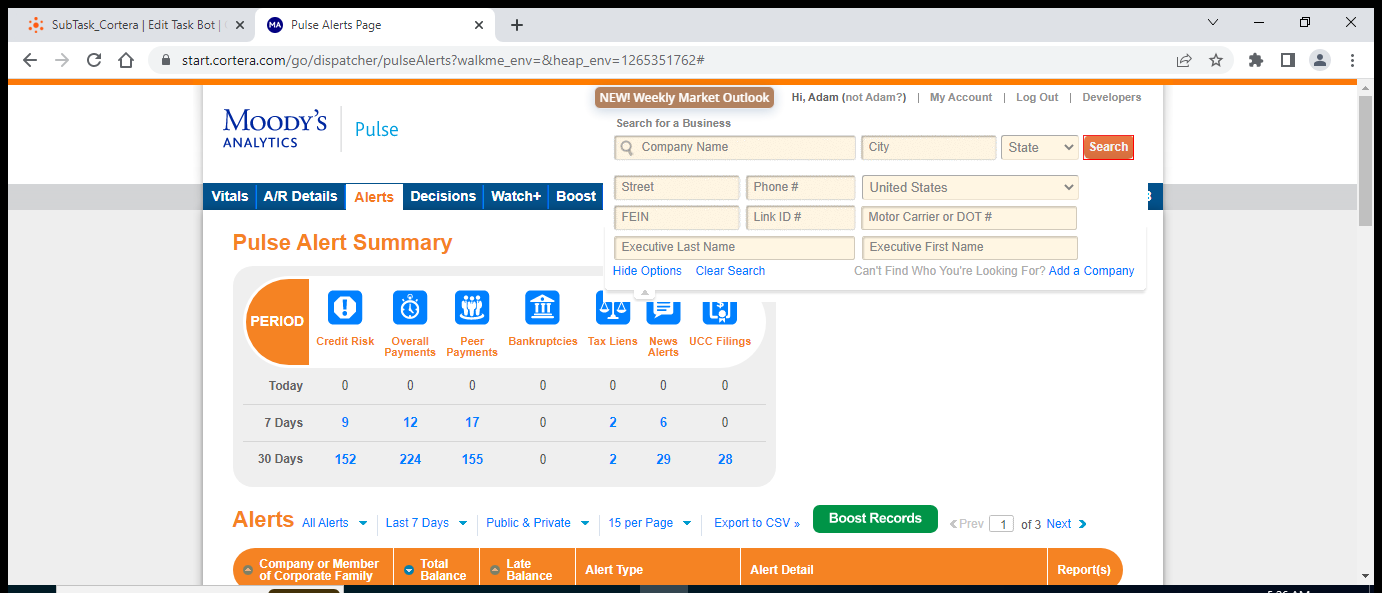 SubTask_Cortera | Edit Task Bot |
MA Pulse Alerts Page
start.cortera.com/go/dispatcher/pulseAlerts?walkme_env=&heap_env=1265351762#
NEW! Weekly Market Outlook Hi, Adam (not Adam?) | My Account | Log Out | Developers
MOODY'S ANALYTICS Pulse
Search for a Business
Company Name City State Search
Street Phone # United States
FEIN Link ID # Motor Carrier or DOT #
Executive Last Name Executive First Name
Hide Options Clear Search Can't Find Who You're Looking For? Add a Company
Vitals A/R Details Alerts Decisions Watch+ Boost
Pulse Alert Summary
PERIOD Credit Risk Overall Payments Peer Payments Bankruptcies Tax Liens News Alerts UCC Filings
Today 0 0 0 0 0 0 0
7 Days 9 12 17 0 2 6 0
30 Days 152 224 155 0 2 29 28
Alerts All Alerts Last 7 Days Public & Private 15 per Page Export to CSV » Boost Records Prev 1 of 3 Next
Company or Member of Corporate Family Total Balance Late Balance Alert Type Alert Detail Report(s)